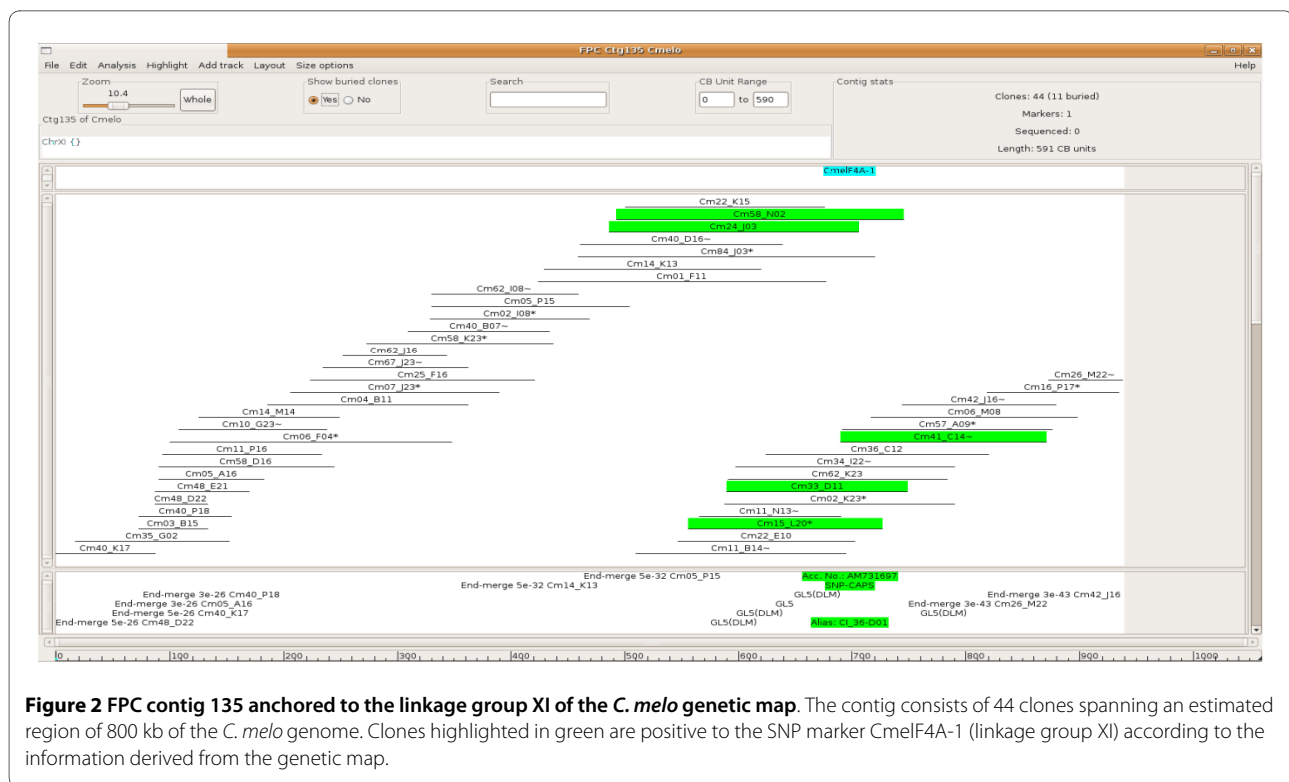 FPC Ctg135 Cmelo
File Edit Analysis Highlight Add track Layout Size options Help
Zoom Show buried clones Search CB Unit Range Contig stats
10.4 Whole Yes No 0 to 590
Clones: 44 (11 buried)
Markers: 1
Sequenced: 0
Length: 591 CB units
Ctg135 of Cmelo
ChrXI {}
CmelF4A-1
Cm22_K15
Cm58_N02
Cm24_J03
Cm40_D16~
Cm84_J03*
Cm14_K13
Cm01_F11
Cm62_I08~
Cm05_P15
Cm02_I08*
Cm40_B07~
Cm58_K23*
Cm62_J16
Cm67_J23~
Cm25_F16 Cm26_M22~
Cm07_J23* Cm16_P17*
Cm04_B11 Cm42_J16~
Cm14_M14 Cm06_M08
Cm10_G23~ Cm57_A09*
Cm06_F04* Cm41_C14~
Cm11_P16 Cm36_C12
Cm58_D16 Cm34_I22~
Cm05_A16 Cm62_K23
Cm48_E21 Cm33_D11
Cm48_D22 Cm02_K23*
Cm40_P18 Cm11_N13~
Cm03_B15 Cm15_L20*
Cm35_G02 Cm22_E10
Cm40_K17 Cm11_B14~
End-merge 5e-32 Cm05_P15 Acc. No.: AM731697
End-merge 5e-32 Cm14_K13 SNP-CAPS
End-merge 3e-26 Cm40_P18 GL5(DLM) End-merge 3e-43 Cm42_J16
End-merge 3e-26 Cm05_A16 GL5 End-merge 3e-43 Cm26_M22
End-merge 5e-26 Cm40_K17 GL5(DLM) GL5(DLM)
End-merge 5e-26 Cm48_D22 GL5(DLM) Alias: CI_36-D01
0 100 200 300 400 500 600 700 800 900 1000
Figure 2 FPC contig 135 anchored to the linkage group XI of the C. melo genetic map. The contig consists of 44 clones spanning an estimated
region of 800 kb of the C. melo genome. Clones highlighted in green are positive to the SNP marker CmelF4A-1 (linkage group XI) according to the
information derived from the genetic map.